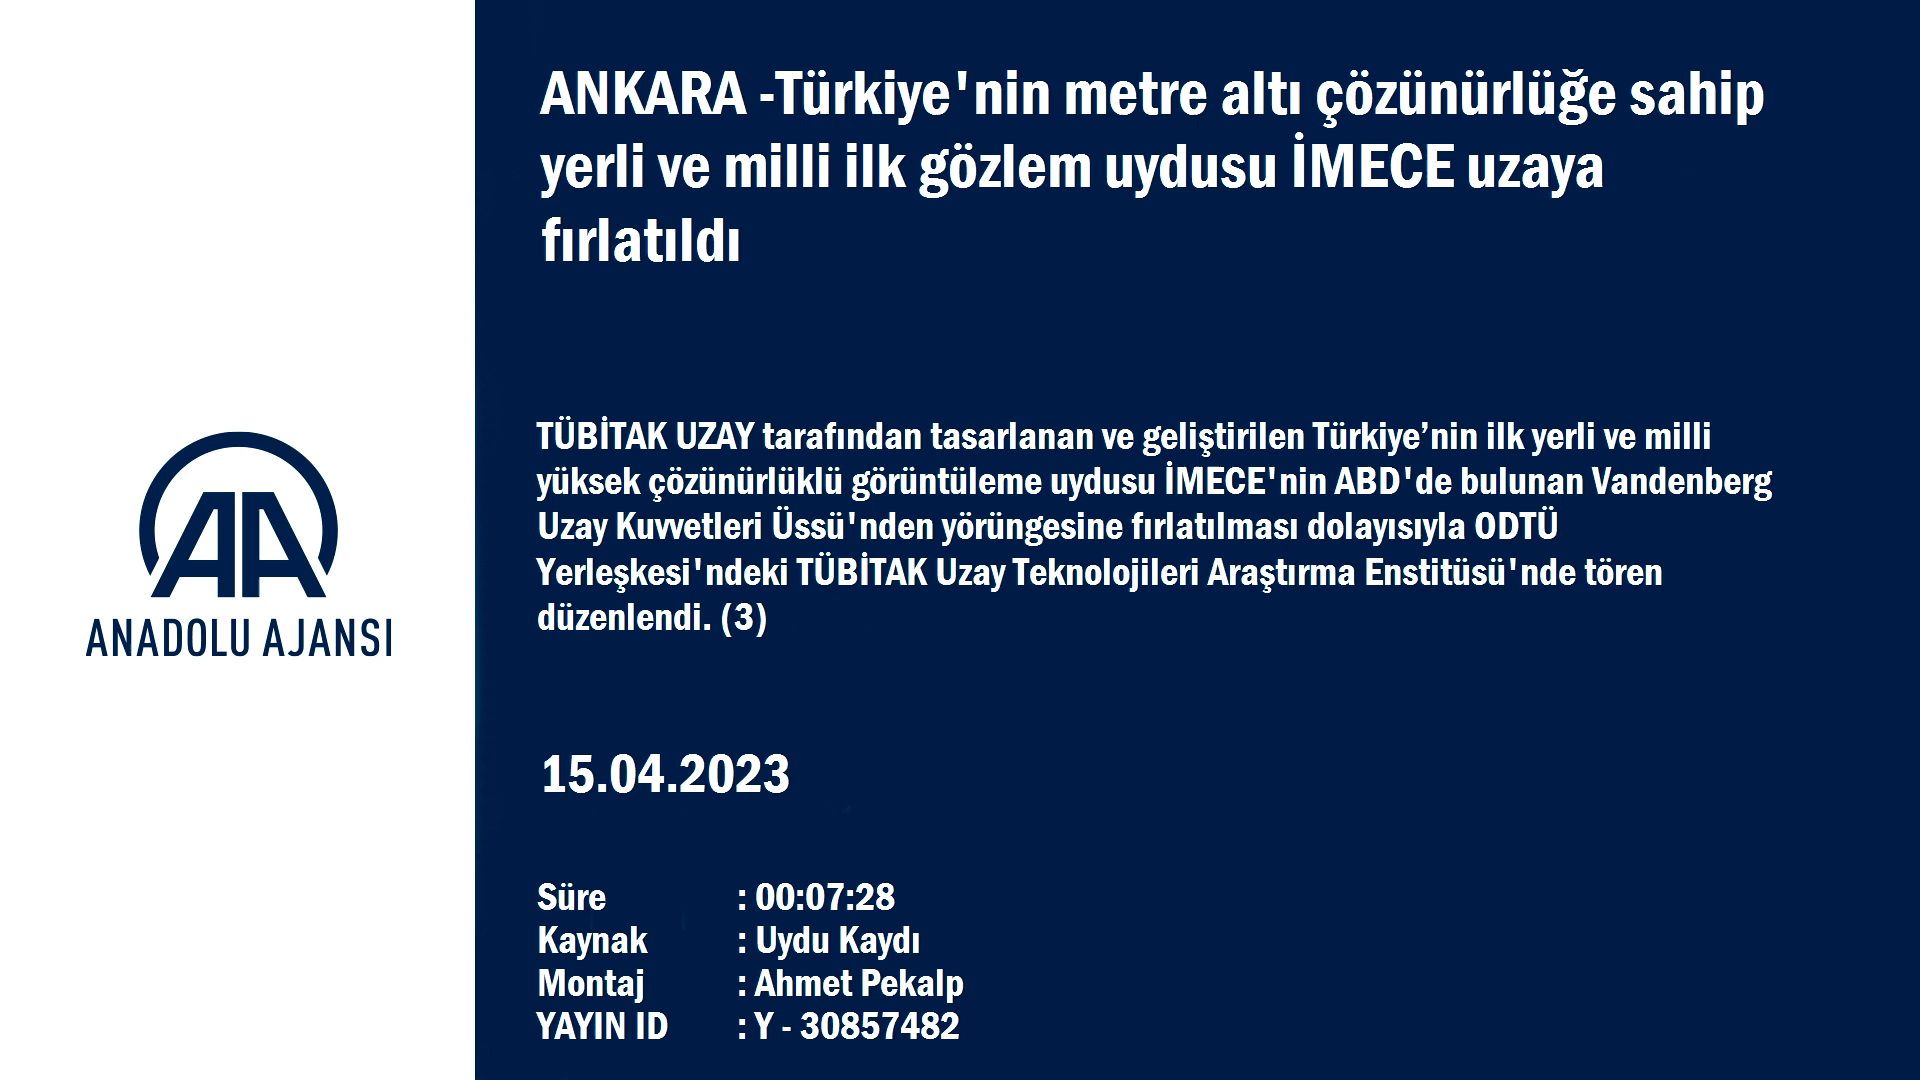 ANKARA -Türkiye'nin metre altı çözünürlüğe sahip
yerli ve milli ilk gözlem uydusu İMECE uzaya
fırlatıldı
TÜBİTAK UZAY tarafından tasarlanan ve geliştirilen Türkiye’nin ilk yerli ve milli
yüksek çözünürlüklü görüntüleme uydusu İMECE'nin ABD'de bulunan Vandenberg
Uzay Kuvvetleri Üssü'nden yörüngesine fırlatılması dolayısıyla ODTÜ
Yerleşkesi'ndeki TÜBİTAK Uzay Teknolojileri Araştırma Enstitüsü'nde tören
düzenlendi. (3)
AA
ANADOLU AJANSI
15.04.2023
Süre : 00:07:28
Kaynak : Uydu Kaydı
Montaj : Ahmet Pekalp
YAYIN ID : Y - 30857482